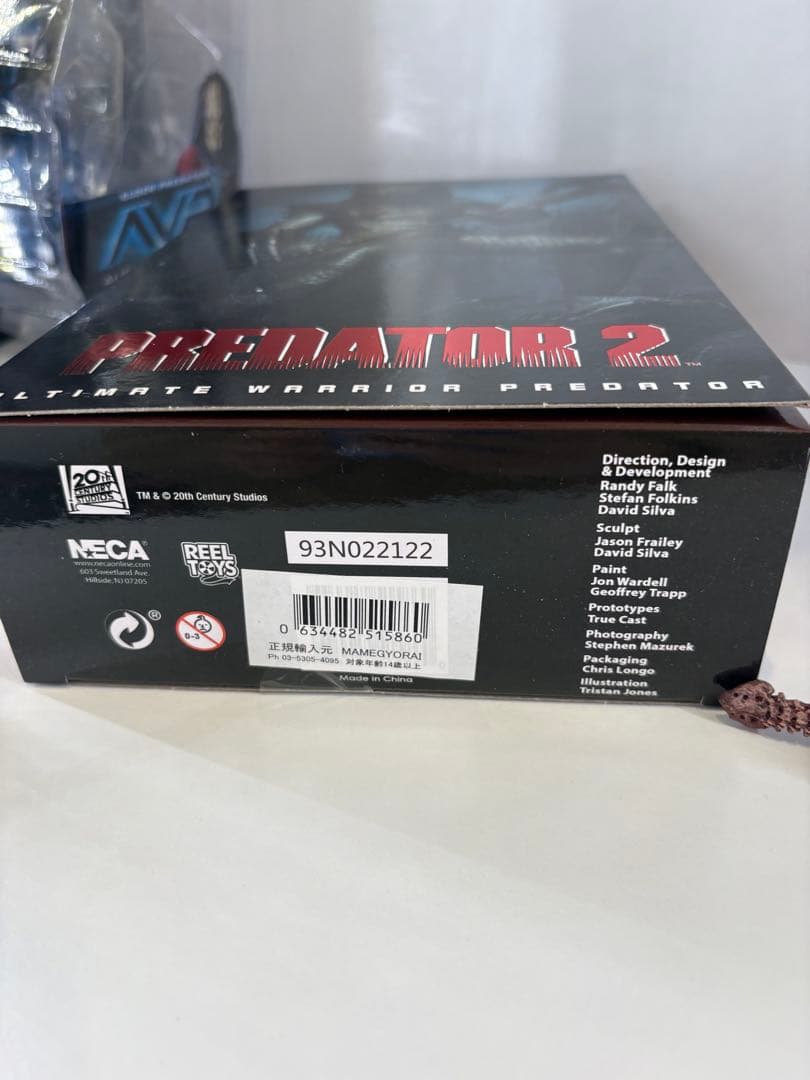 AVP
PREDATOR 2™
ULTIMATE WARRIOR PREDATOR
20TH
CENTURY
STUDIOS
TM & © 20th Century Studios
NECA®
www.necaonline.com
603 Sweetland Ave.
Hillside, NJ 07205
REEL
TOYS
93N022122
0 634482 515860
正規輸入元 MAMEGYORAI
Ph 03-5305-4095 対象年齢14歳以上
Made in China
®
0-3
Direction, Design
& Development
Randy Falk
Stefan Folkins
David Silva
Sculpt
Jason Frailey
David Silva
Paint
Jon Wardell
Geoffrey Trapp
Prototypes
True Cast
Photography
Stephen Mazurek
Packaging
Chris Longo
Illustration
Tristan Jones